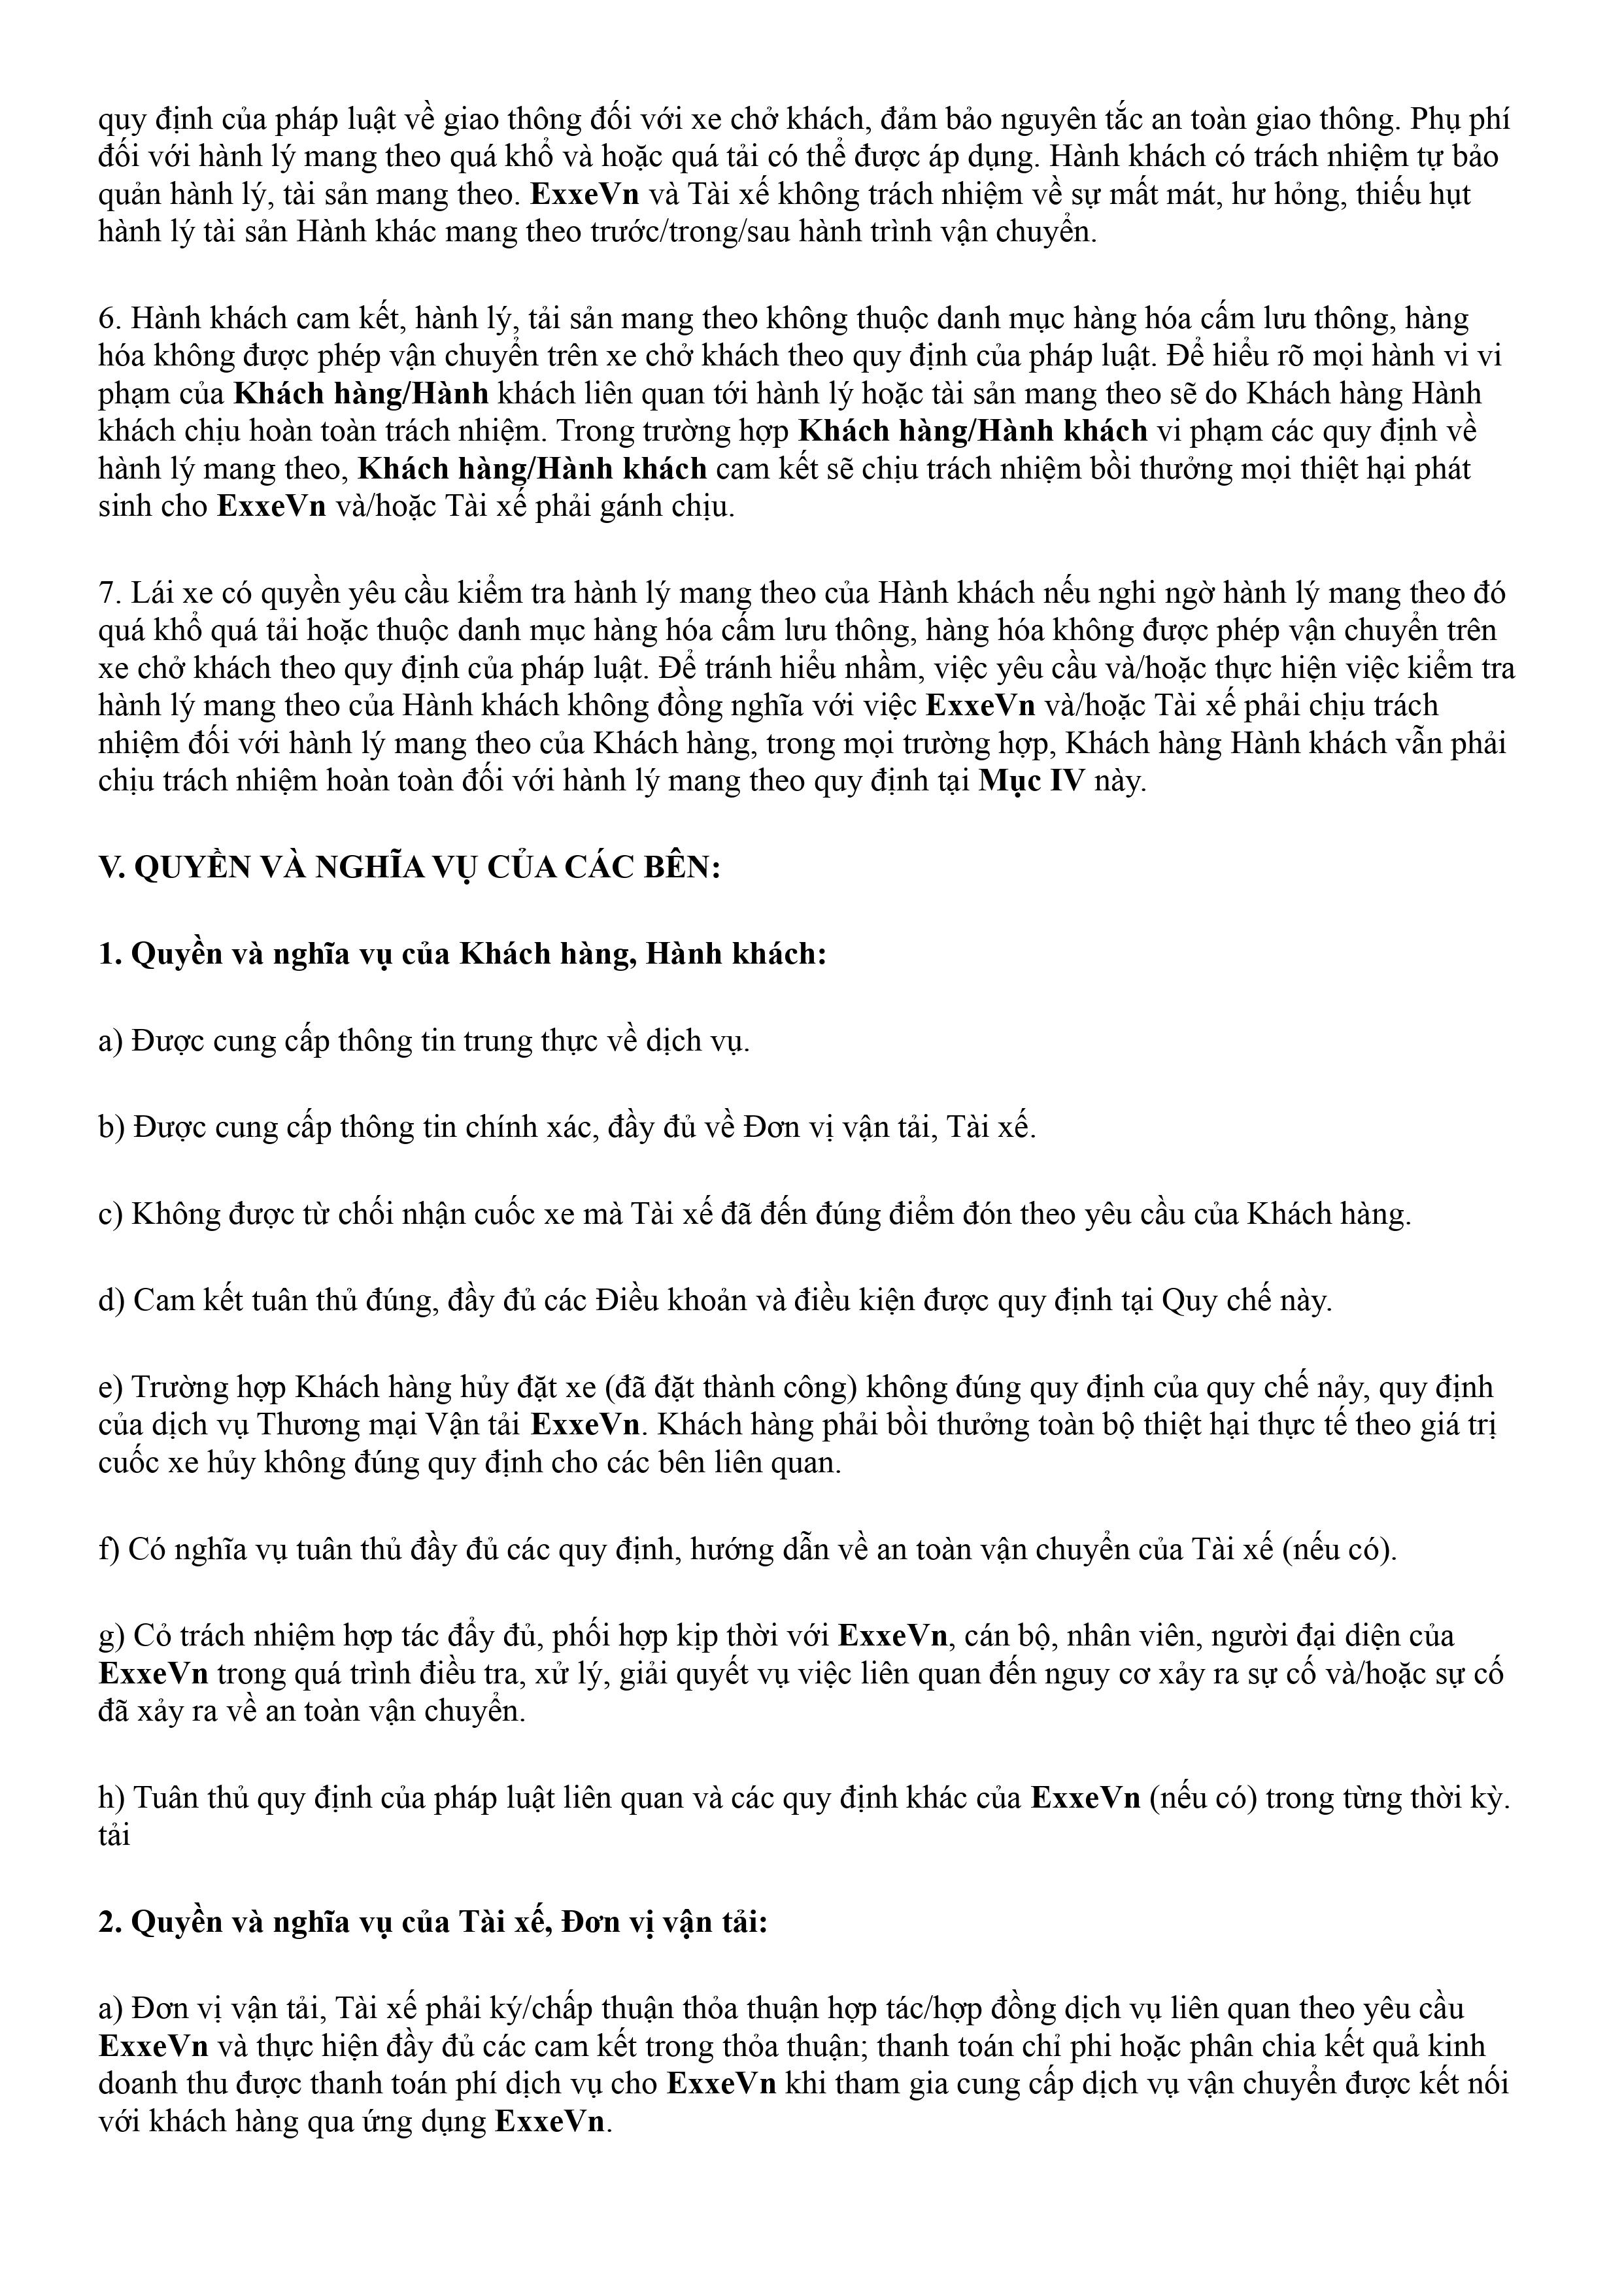 quy định của pháp luật về giao thông đối với xe chở khách, đảm bảo nguyên tắc an toàn giao thông. Phụ phí
đối với hành lý mang theo quá khổ và hoặc quá tải có thể được áp dụng. Hành khách có trách nhiệm tự bảo
quản hành lý, tài sản mang theo. ExxeVn và Tài xế không trách nhiệm về sự mất mát, hư hỏng, thiếu hụt
hành lý tài sản Hành khác mang theo trước/trong/sau hành trình vận chuyển.
6. Hành khách cam kết, hành lý, tải sản mang theo không thuộc danh mục hàng hóa cấm lưu thông, hàng
hóa không được phép vận chuyển trên xe chở khách theo quy định của pháp luật. Để hiểu rõ mọi hành vi vi
phạm của Khách hàng/Hành khách liên quan tới hành lý hoặc tài sản mang theo sẽ do Khách hàng Hành
khách chịu hoàn toàn trách nhiệm. Trong trường hợp Khách hàng/Hành khách vi phạm các quy định về
hành lý mang theo, Khách hàng/Hành khách cam kết sẽ chịu trách nhiệm bồi thưởng mọi thiệt hại phát
sinh cho ExxeVn và/hoặc Tài xế phải gánh chịu.
7. Lái xe có quyền yêu cầu kiểm tra hành lý mang theo của Hành khách nếu nghi ngờ hành lý mang theo đó
quá khổ quá tải hoặc thuộc danh mục hàng hóa cấm lưu thông, hàng hóa không được phép vận chuyển trên
xe chở khách theo quy định của pháp luật. Để tránh hiểu nhầm, việc yêu cầu và/hoặc thực hiện việc kiểm tra
hành lý mang theo của Hành khách không đồng nghĩa với việc ExxeVn và/hoặc Tài xế phải chịu trách
nhiệm đối với hành lý mang theo của Khách hàng, trong mọi trường hợp, Khách hàng Hành khách vẫn phải
chịu trách nhiệm hoàn toàn đối với hành lý mang theo quy định tại Mục IV này.
V. QUYỀN VÀ NGHĨA VỤ CỦA CÁC BÊN:
1. Quyền và nghĩa vụ của Khách hàng, Hành khách:
a) Được cung cấp thông tin trung thực về dịch vụ.
b) Được cung cấp thông tin chính xác, đầy đủ về Đơn vị vận tải, Tài xế.
c) Không được từ chối nhận cuốc xe mà Tài xế đã đến đúng điểm đón theo yêu cầu của Khách hàng.
d) Cam kết tuân thủ đúng, đầy đủ các Điều khoản và điều kiện được quy định tại Quy chế này.
e) Trường hợp Khách hàng hủy đặt xe (đã đặt thành công) không đúng quy định của quy chế nảy, quy định
của dịch vụ Thương mại Vận tải ExxeVn. Khách hàng phải bồi thưởng toàn bộ thiệt hại thực tế theo giá trị
cuốc xe hủy không đúng quy định cho các bên liên quan.
f) Có nghĩa vụ tuân thủ đầy đủ các quy định, hướng dẫn về an toàn vận chuyển của Tài xế (nếu có).
g) Cỏ trách nhiệm hợp tác đẩy đủ, phối hợp kịp thời với ExxeVn, cán bộ, nhân viên, người đại diện của
ExxeVn trong quá trình điều tra, xử lý, giải quyết vụ việc liên quan đến nguy cơ xảy ra sự cố và/hoặc sự cố
đã xảy ra về an toàn vận chuyển.
h) Tuân thủ quy định của pháp luật liên quan và các quy định khác của ExxeVn (nếu có) trong từng thời kỳ.
tải
2. Quyền và nghĩa vụ của Tài xế, Đơn vị vận tải:
a) Đơn vị vận tải, Tài xế phải ký/chấp thuận thỏa thuận hợp tác/hợp đồng dịch vụ liên quan theo yêu cầu
ExxeVn và thực hiện đầy đủ các cam kết trong thỏa thuận; thanh toán chỉ phi hoặc phân chia kết quả kinh
doanh thu được thanh toán phí dịch vụ cho ExxeVn khi tham gia cung cấp dịch vụ vận chuyển được kết nối
với khách hàng qua ứng dụng ExxeVn.